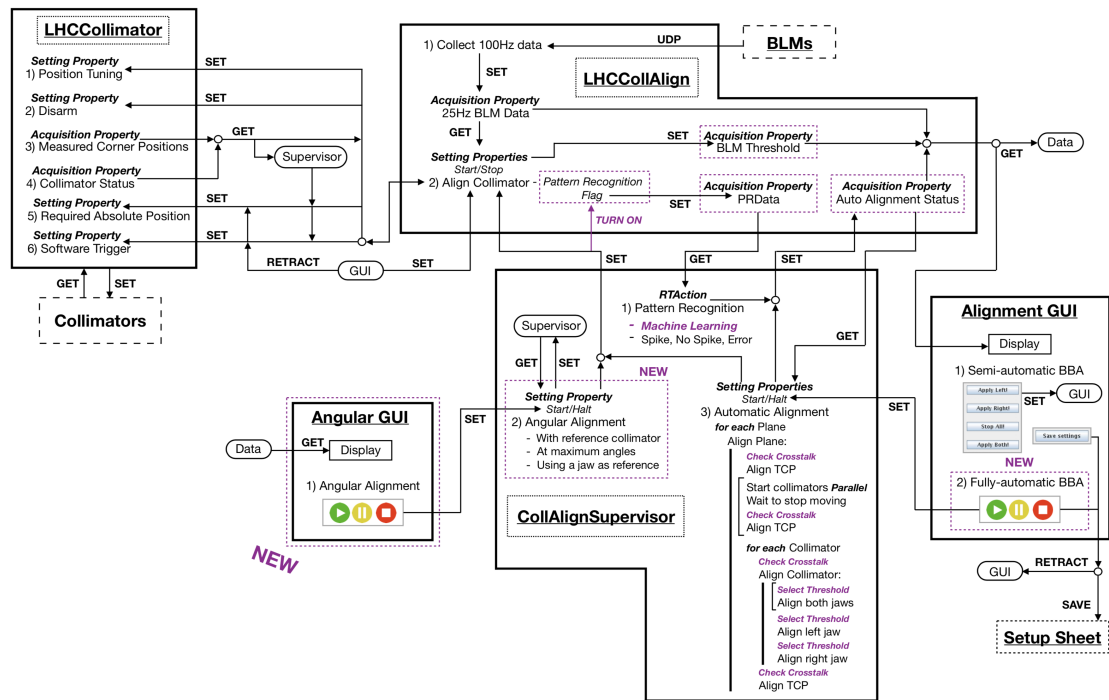 LHCCollimator
Setting Property
1) Position Tuning
SET
Setting Property
2) Disarm
SET
Acquisition Property
3) Measured Corner Positions
GET
Supervisor
Acquisition Property
4) Collimator Status
Setting Property
5) Required Absolute Position
SET
Setting Property
6) Software Trigger
SET
GET
SET
Collimators
RETRACT
GUI
SET
1) Collect 100Hz data
UDP
BLMs
SET
LHCCollAlign
Acquisition Property
25Hz BLM Data
GET
Setting Properties
Start/Stop
2) Align Collimator -
SET
Acquisition Property
BLM Threshold
Pattern Recognition
Flag
SET
Acquisition Property
PRData
Acquisition Property
Auto Alignment Status
GET
Data
TURN ON
SET
GET
SET
RTAction
1) Pattern Recognition
- Machine Learning
- Spike, No Spike, Error
GET
Supervisor
GET
SET
NEW
Setting Property
Start/Halt
2) Angular Alignment
- With reference collimator
- At maximum angles
- Using a jaw as reference
CollAlignSupervisor
Setting Properties
Start/Halt
3) Automatic Alignment
for each Plane
Align Plane:
Check Crosstalk
Align TCP
Start collimators Parallel
Wait to stop moving
Check Crosstalk
Align TCP
for each Collimator
Check Crosstalk
Align Collimator:
Select Threshold
Align both jaws
Select Threshold
Align left jaw
Select Threshold
Align right jaw
Check Crosstalk
Align TCP
Angular GUI
Data
GET
Display
1) Angular Alignment
SET
NEW
Alignment GUI
Display
1) Semi-automatic BBA
Apply Left!
Apply Right!
Stop All!
Apply Both!
SET
GUI
Save settings
SET
NEW
2) Fully-automatic BBA
RETRACT
GUI
SAVE
Setup Sheet